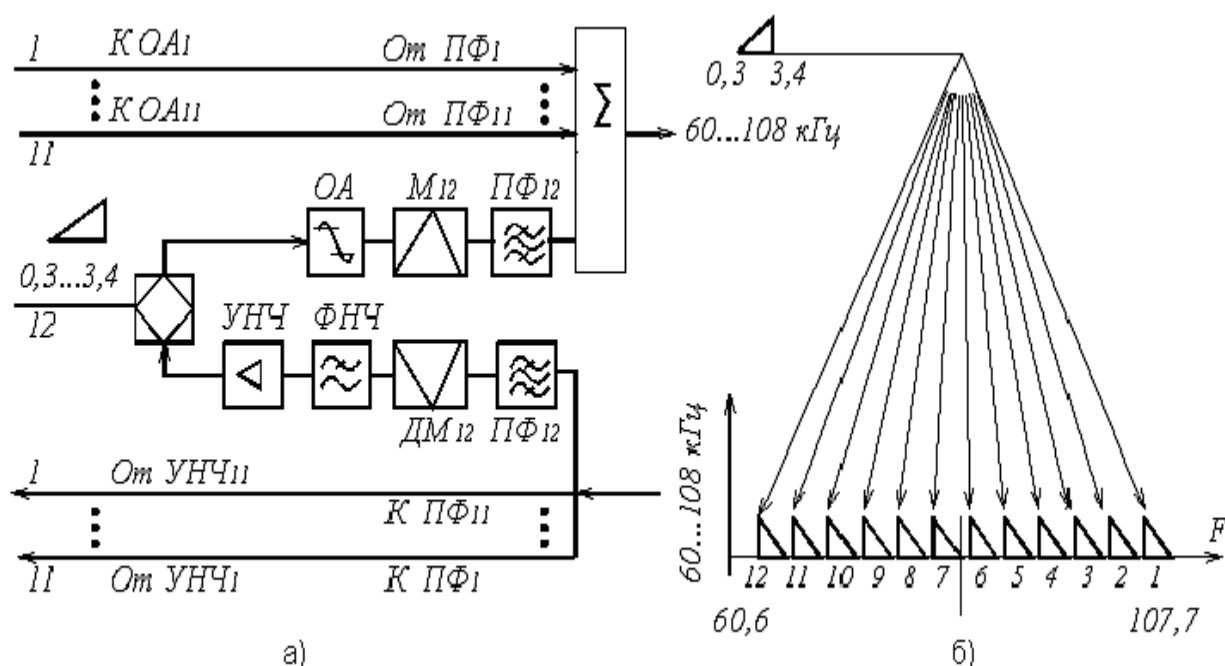 1 К ОА1 От ПФ1
К ОА11 От ПФ11
11
Σ
60...108 кГц
ОА М12 ПФ12
0,3...3,4
12
УНЧ ФНЧ
ДМ12 ПФ12
1 От УНЧ11
К ПФ11
11 От УНЧ1 К ПФ1
а)
0,3 3,4
60...108 кГц
F
12 11 10 9 8 7 6 5 4 3 2 1
60,6 107,7
б)